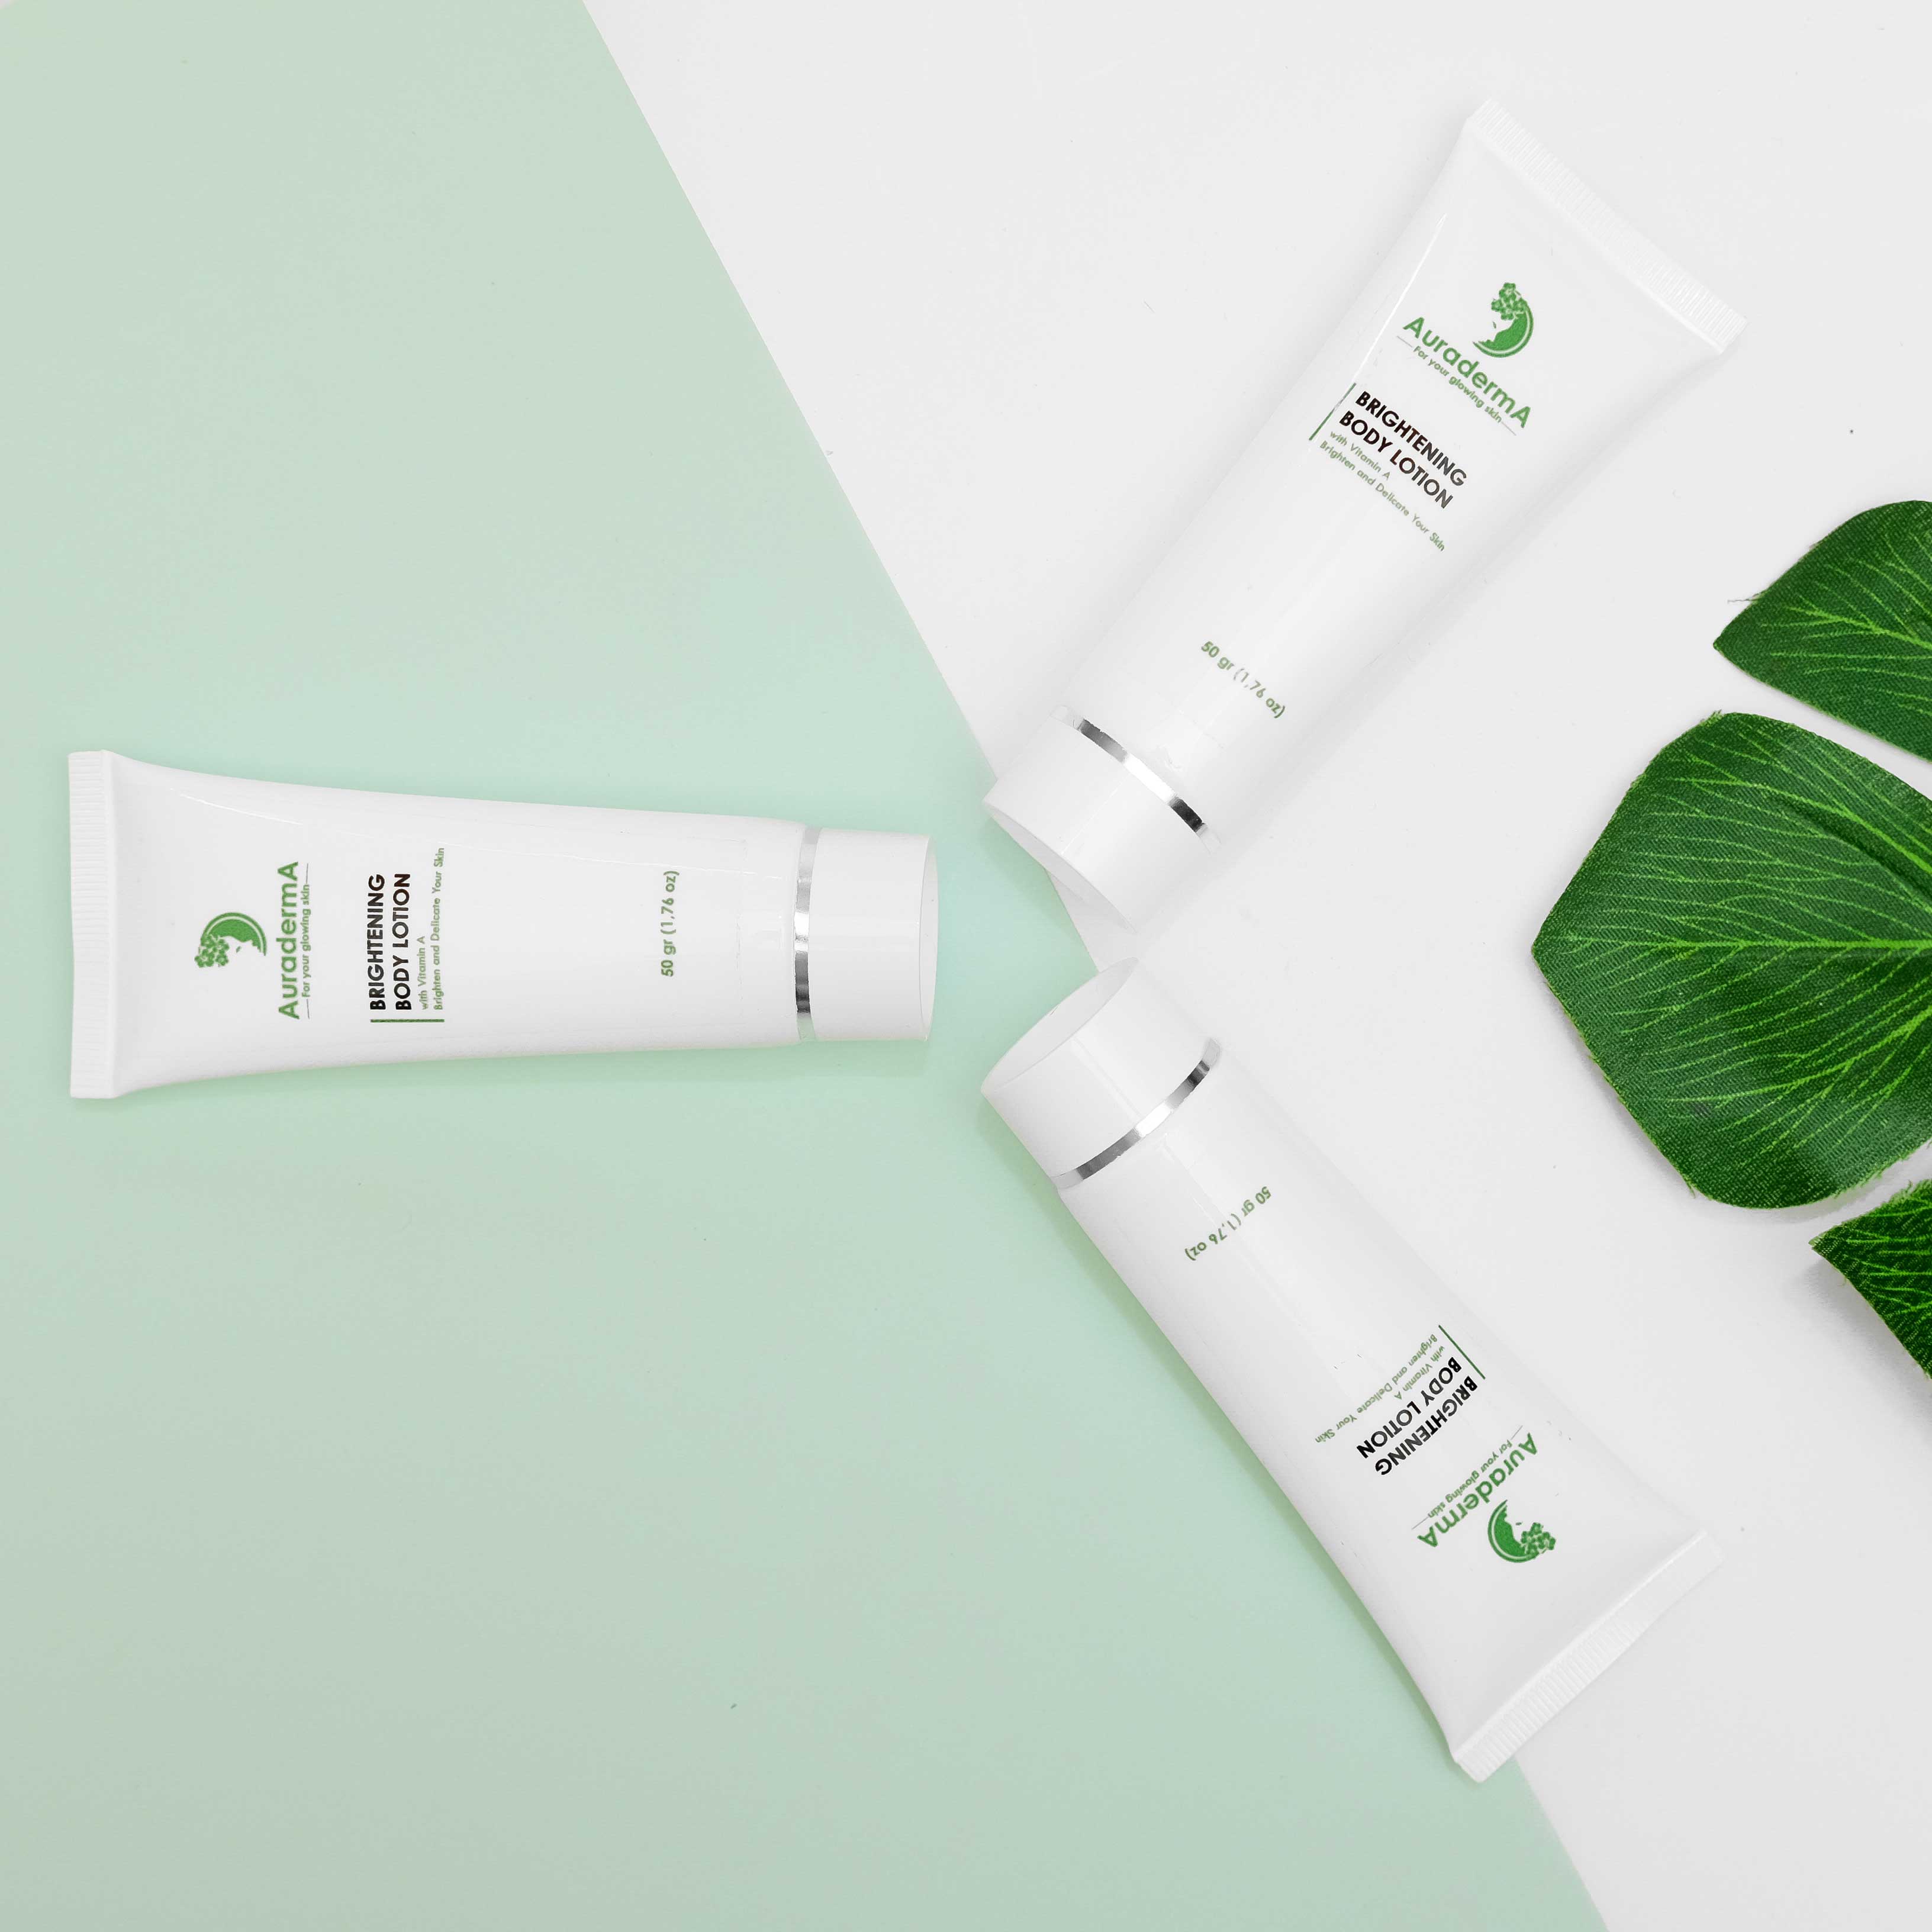 AuradermA
For your glowing skin
BRIGHTENING
BODY LOTION
with Vitamin A
Brighten and Delicate Your Skin
50 gr (1,76 oz)
AuradermA
For your glowing skin
BRIGHTENING
BODY LOTION
with Vitamin A
Brighten and Delicate Your Skin
50 gr (1,76 oz)
AuradermA
For your glowing skin
BRIGHTENING
BODY LOTION
with Vitamin A
Brighten and Delicate Your Skin
50 gr (1,76 oz)